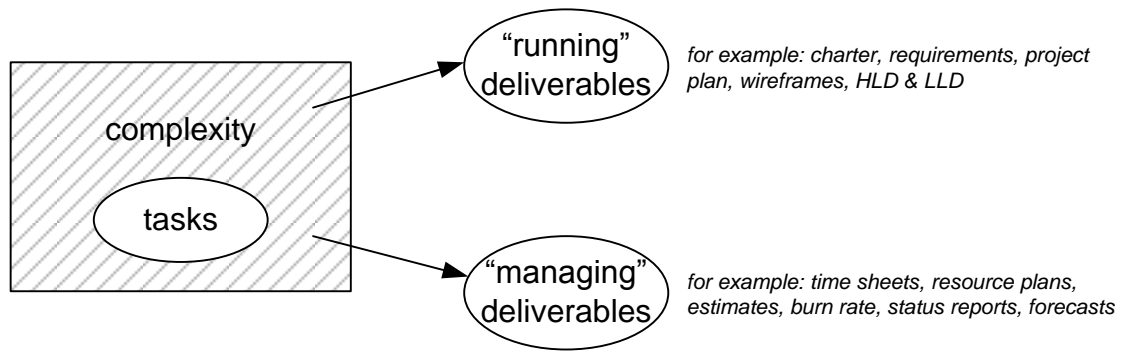 “running”
deliverables
for example: charter, requirements, project
plan, wireframes, HLD & LLD
complexity
tasks
“managing”
deliverables
for example: time sheets, resource plans,
estimates, burn rate, status reports, forecasts